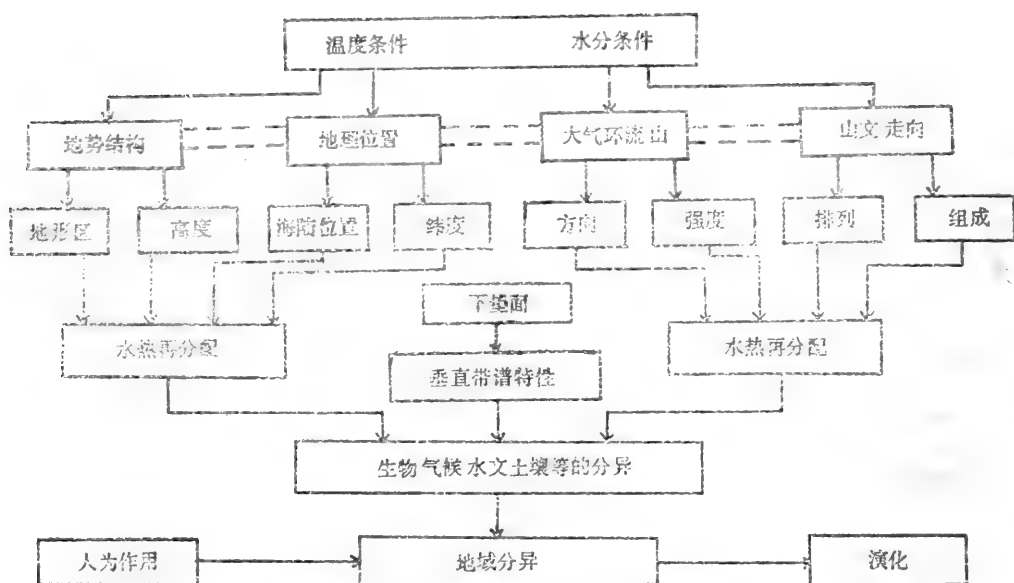 温度条件 水分条件
地势结构 地理位置 大气环流山 山文走向
地形区 高度 海陆位置 纬度 方向 强度 排列 组成
下垫面
水热再分配 水热再分配
垂直带谱特性
生物气候水文土壤等的分异
人为作用 地域分异 演化